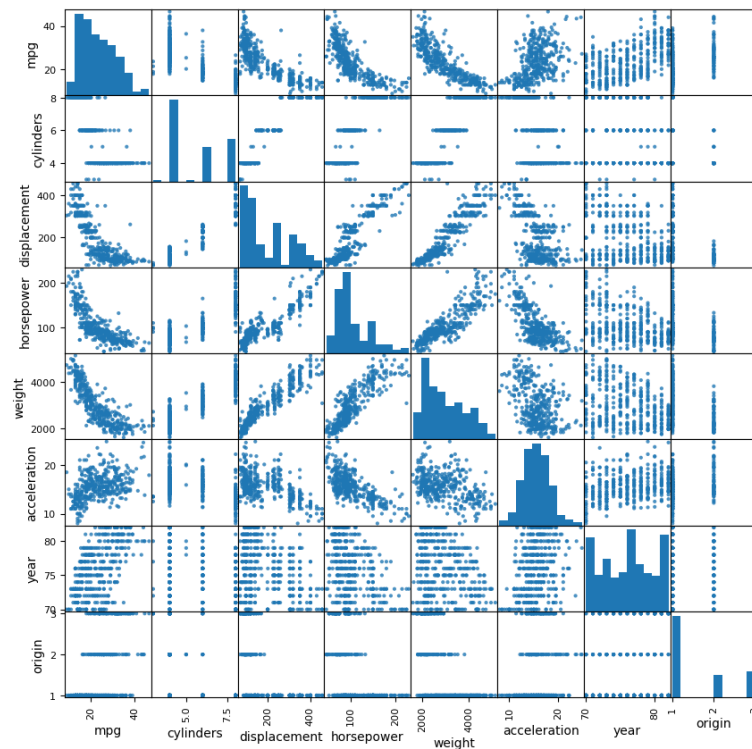 40
20
mpg
8
6
4
cylinders
400
200
displacement
200
100
horsepower
4000
2000
weight
20
10
acceleration
80
75
70
year
3
2
1
origin
20
40
5.0
7.5
200
400
100
200
2000
4000
10
20
70
80
1
2
3
mpg
cylinders
displacement
horsepower
weight
acceleration
year
origin